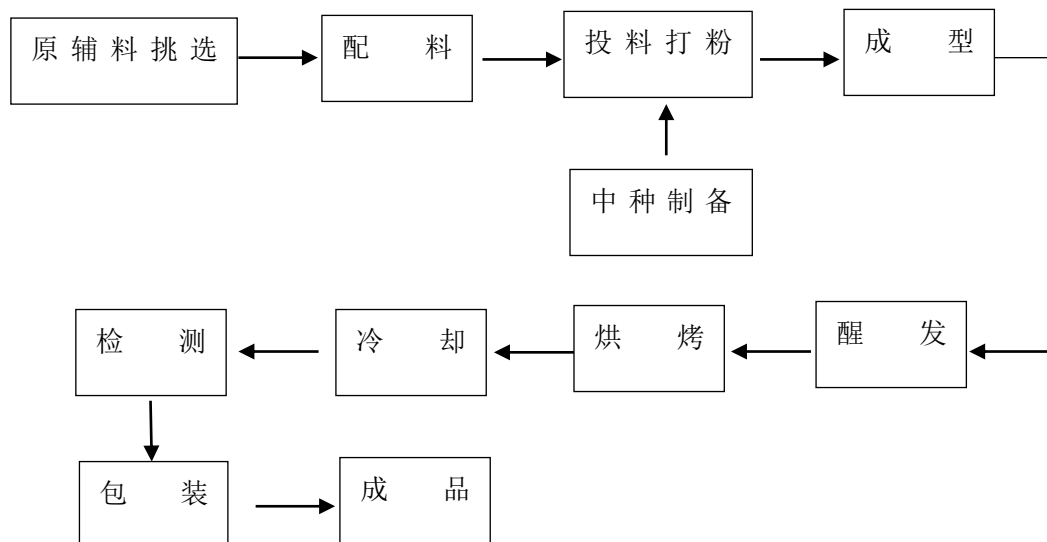 原辅料挑选
配料
投料打粉
成型
中种制备
检测
冷却
烘烤
醒发
包装
成品